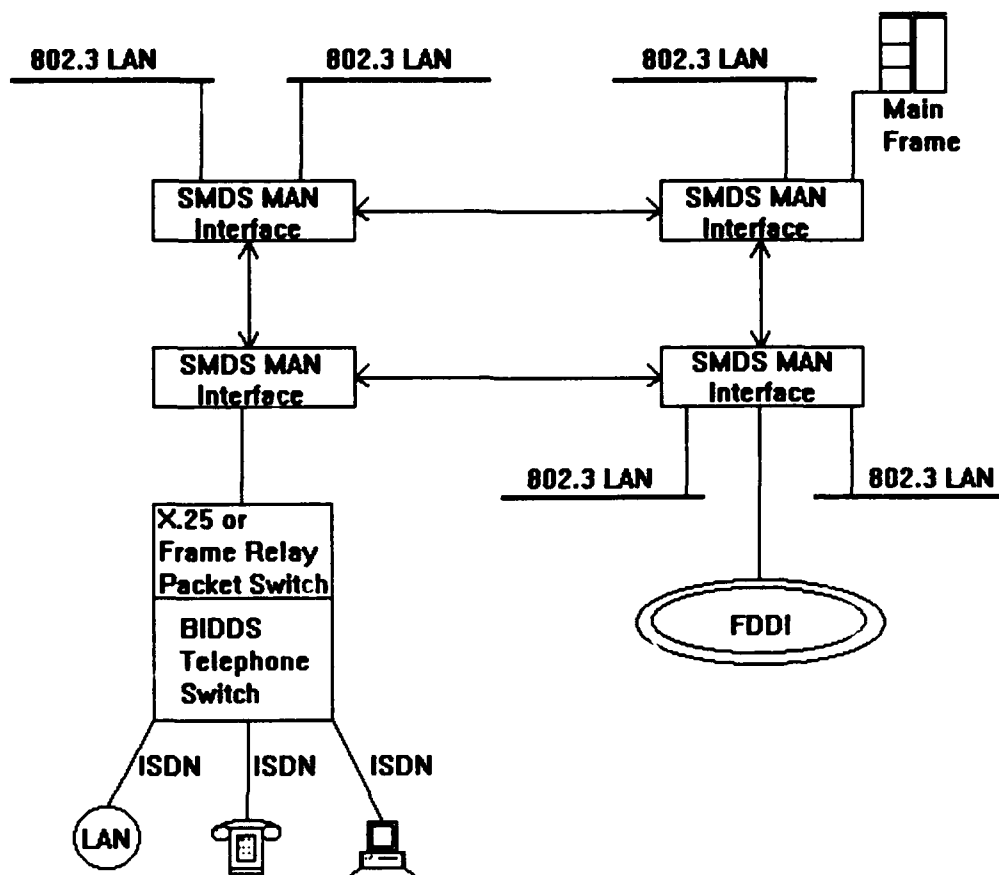 802.3 LAN
802.3 LAN
802.3 LAN
Main
Frame
SMDS MAN
Interface
SMDS MAN
Interface
SMDS MAN
Interface
SMDS MAN
Interface
802.3 LAN
802.3 LAN
X.25 or
Frame Relay
Packet Switch
BIDDS
Telephone
Switch
FDDI
ISDN
ISDN
ISDN
LAN